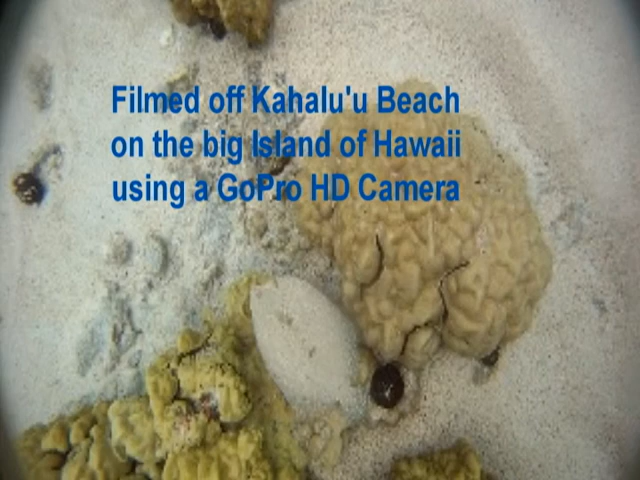 Filmed off Kahalu'u Beach
on the big Island of Hawaii
using a GoPro HD Camera